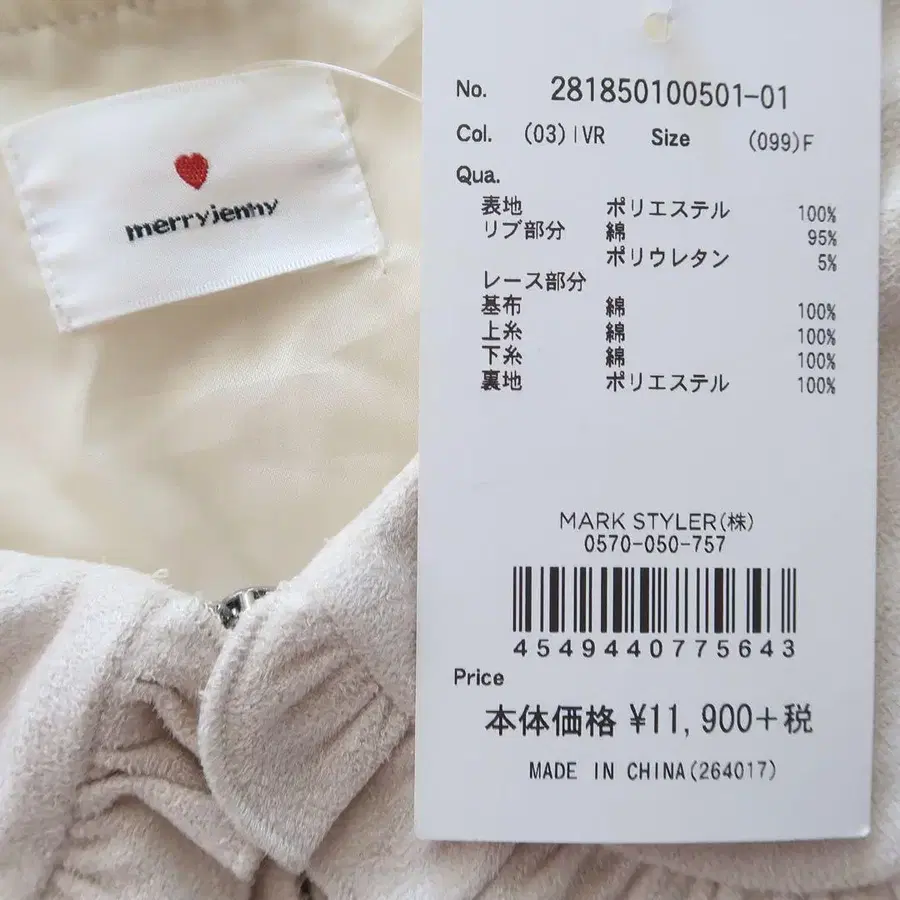 merryjenny
No. 281850100501-01
Col. (03)IVR Size (099)F
Qua.
表地 ポリエステル 100%
リブ部分 綿 95%
ポリウレタン 5%
レース部分
基布 綿 100%
上糸 綿 100%
下糸 綿 100%
裏地 ポリエステル 100%
MARK STYLER(株)
0570-050-757
4549440775643
Price
本体価格 ¥11,900+税
MADE IN CHINA(264017)